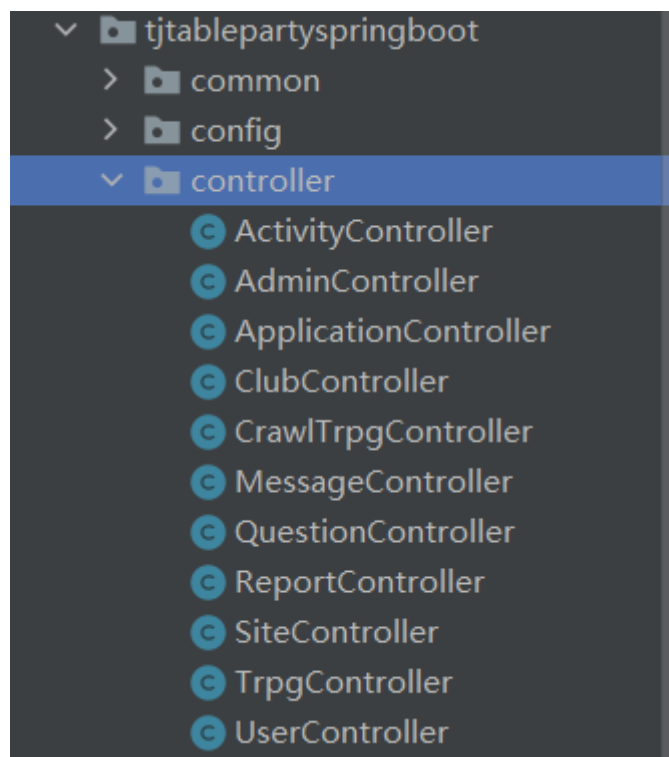 tjtablepartyspringboot
common
config
controller
C ActivityController
C AdminController
C ApplicationController
C ClubController
C CrawlTrpgController
C MessageController
C QuestionController
C ReportController
C SiteController
C TrpgController
C UserController